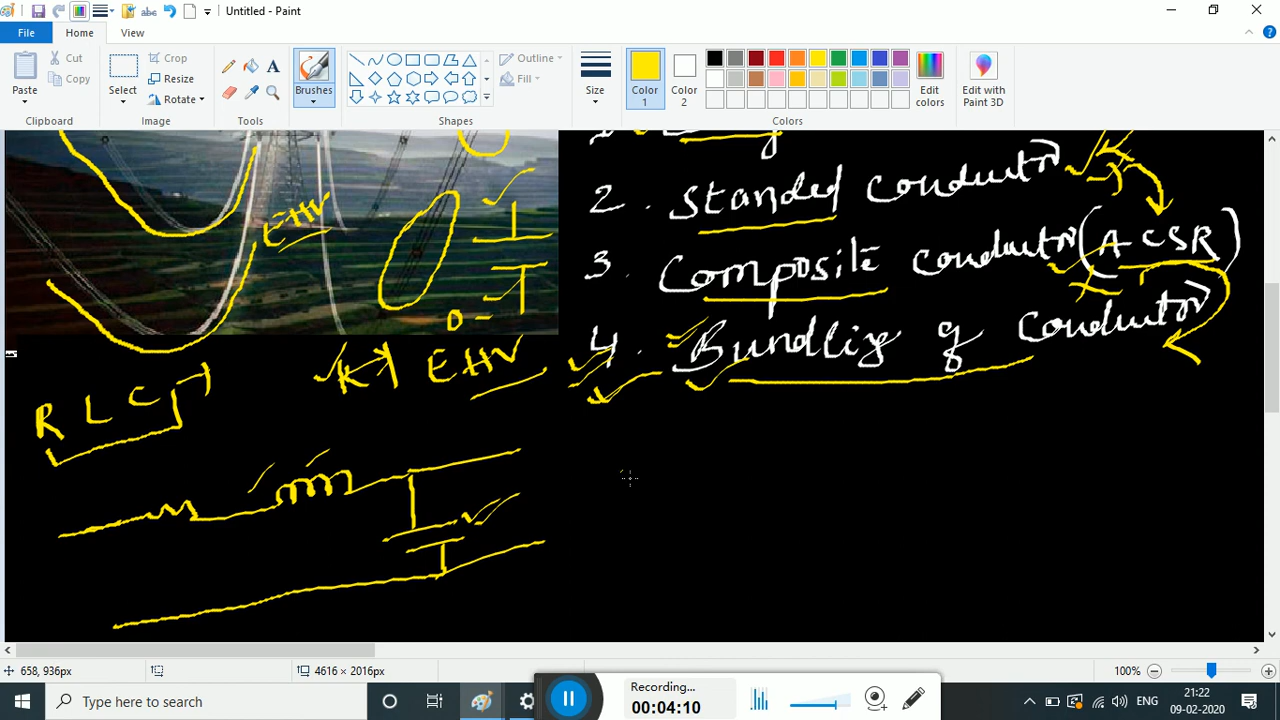 Untitled - Paint
File
Home
View
Paste
Cut
Copy
Clipboard
Select
Crop
Resize
Rotate
Image
A
Tools
Brushes
Outline
Fill
Shapes
Size
Color
1
Color
2
Edit
colors
Edit with
Paint 3D
Colors
2. Standed conductor
3. Composite conductor (ACSR)
4. Bundling of Conductor
EHV
EHV
R L C
658, 936px
4616 × 2016px
100%
Type here to search
Recording...
00:04:10
ENG
21:22
09-02-2020